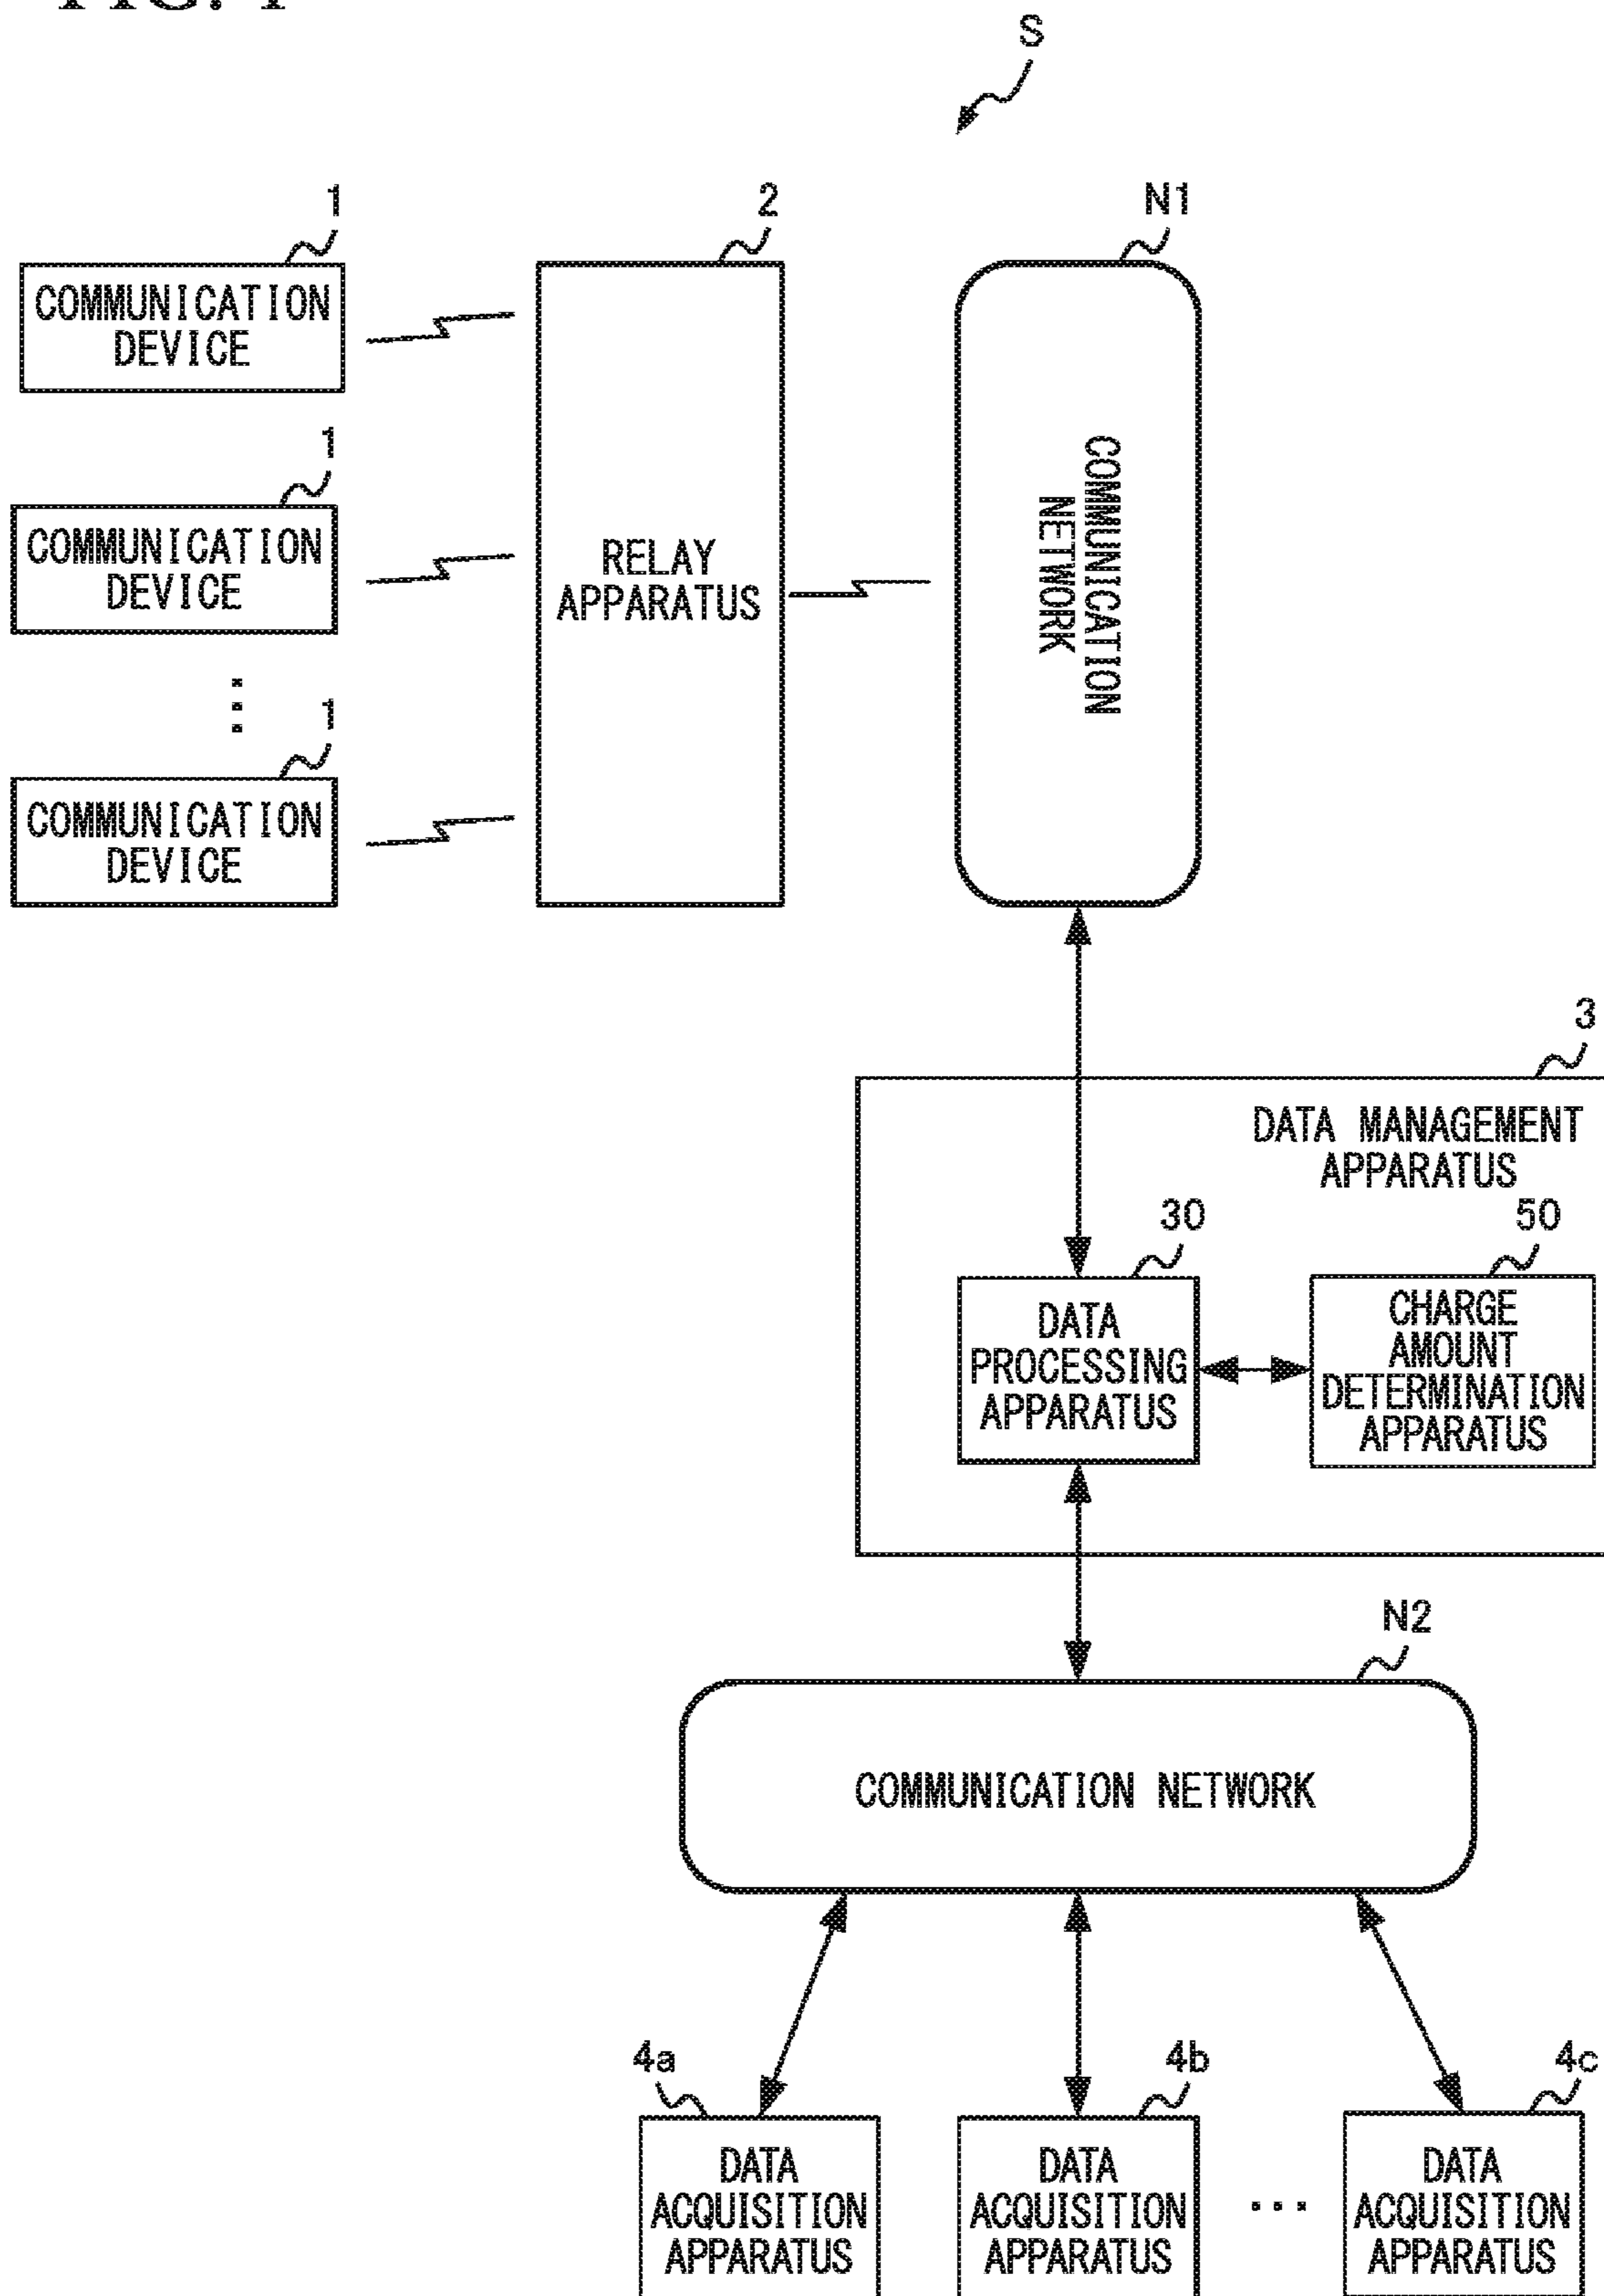 FIG. 1
S
1
2
N1
COMMUNICATION
DEVICE
1
COMMUNICATION
DEVICE
RELAY
APPARATUS
COMMUNICATION
NETWORK
1
COMMUNICATION
DEVICE
3
DATA MANAGEMENT
APPARATUS
30
50
DATA
PROCESSING
APPARATUS
CHARGE
AMOUNT
DETERMINATION
APPARATUS
N2
COMMUNICATION NETWORK
4a
4b
4c
DATA
ACQUISITION
APPARATUS
DATA
ACQUISITION
APPARATUS
...
DATA
ACQUISITION
APPARATUS